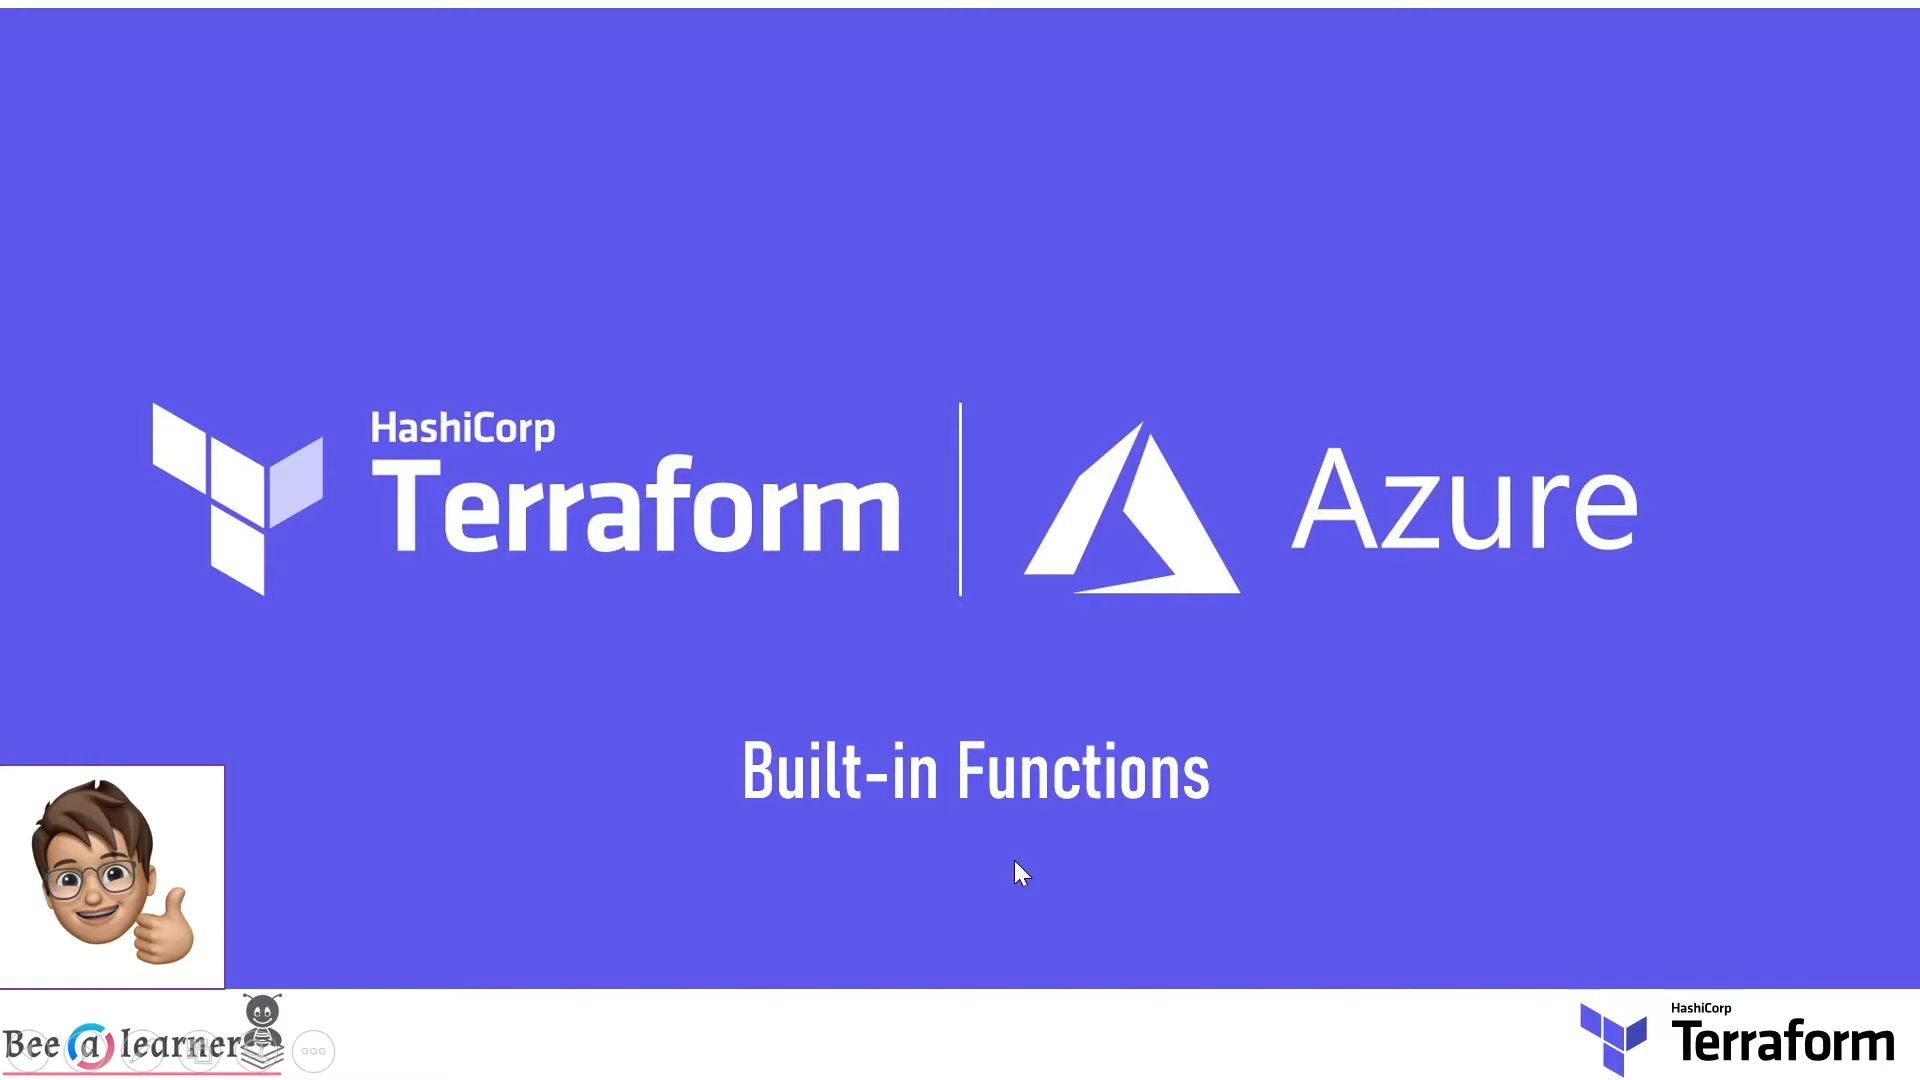 HashiCorp
Terraform
Azure
Built-in Functions
Bee a learner
HashiCorp
Terraform